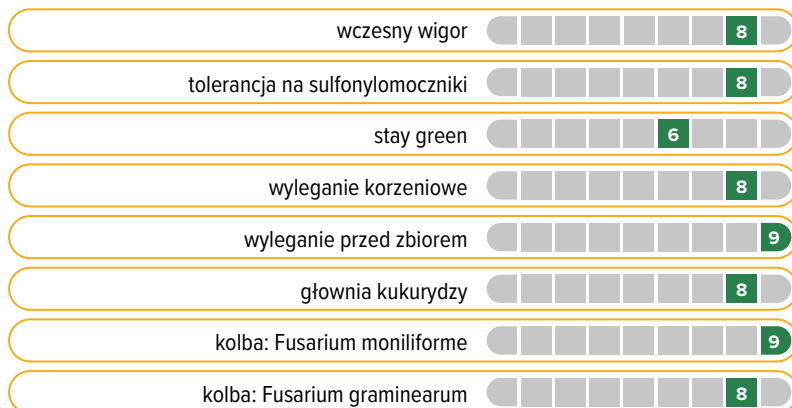 wczesny wigor 8
tolerancja na sulfonylomoczniki 8
stay green 6
wyleganie korzeniowe 8
wyleganie przed zbiorem 9
głownia kukurydzy 8
kolba: Fusarium moniliforme 9
kolba: Fusarium graminearum 8